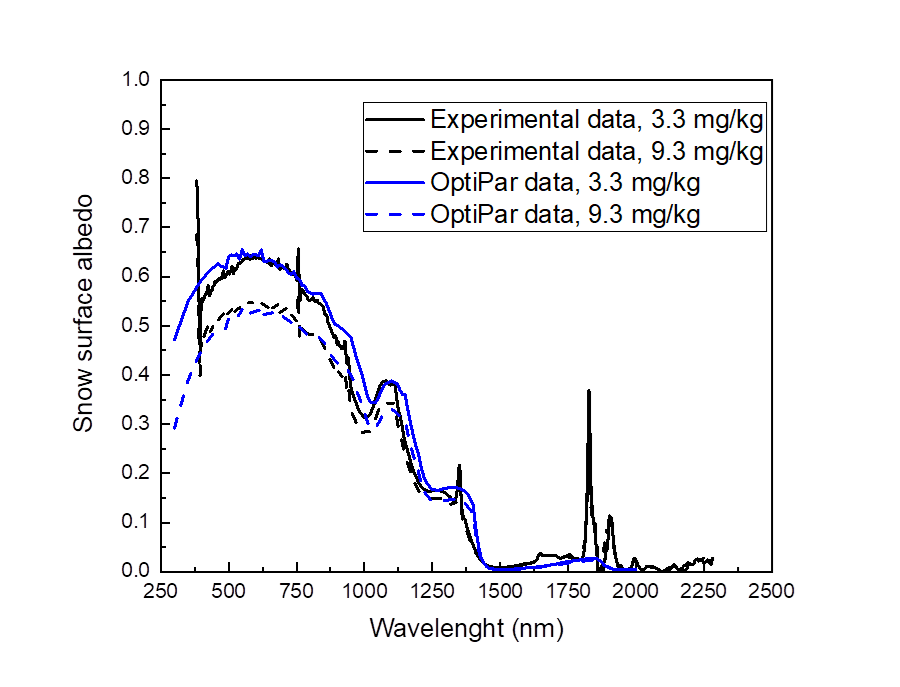 Experimental data, 3.3 mg/kg
Experimental data, 9.3 mg/kg
OptiPar data, 3.3 mg/kg
OptiPar data, 9.3 mg/kg
Snow surface albedo
1.0
0.9
0.8
0.7
0.6
0.5
0.4
0.3
0.2
0.1
0.0
250 500 750 1000 1250 1500 1750 2000 2250 2500
Wavelenght (nm)